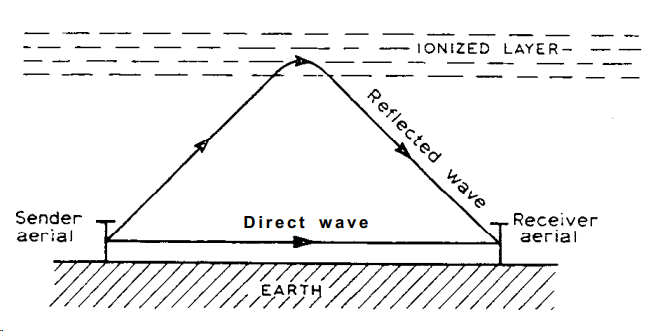 IONIZED LAYER
Reflected wave
Sender
aerial
Direct wave
Receiver
aerial
EARTH